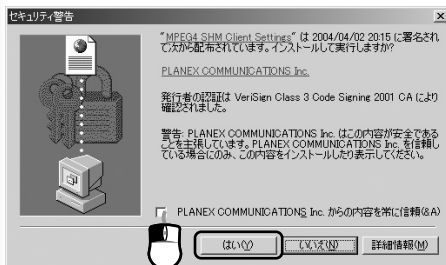 セキュリティ警告
"MPEG4 SHM Client Settings" は 2004/04/02 20:15 に署名され
て次から配布されています。インストールして実行しますか?
PLANEX COMMUNICATIONS Inc.
発行者の認証は VeriSign Class 3 Code Signing 2001 CA により
確認されました。
警告: PLANEX COMMUNICATIONS Inc. はこの内容が安全である
ことを主張しています。PLANEX COMMUNICATIONS Inc. を信頼し
ている場合にのみ、この内容をインストールしたり表示してください。
PLANEX COMMUNICATIONS Inc. からの内容を常に信頼(&A)
はい(Y) いいえ(N) 詳細情報(M)